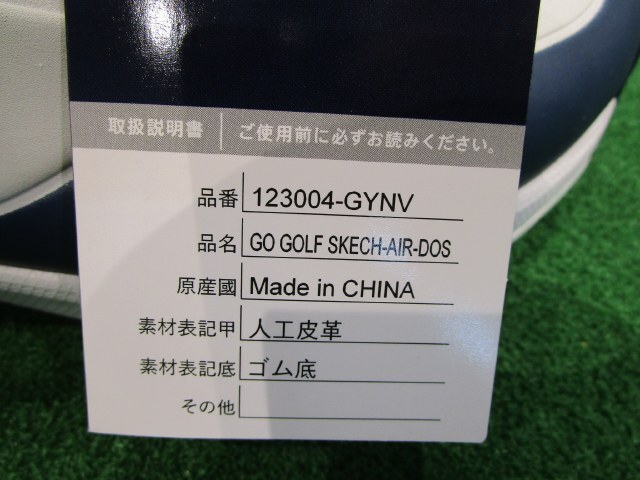 取扱説明書 ご使用前に必ずお読みください。
品番 123004-GYNV
品名 GO GOLF SKECH-AIR-DOS
原産國 Made in CHINA
素材表記甲 人工皮革
素材表記底 ゴム底
その他